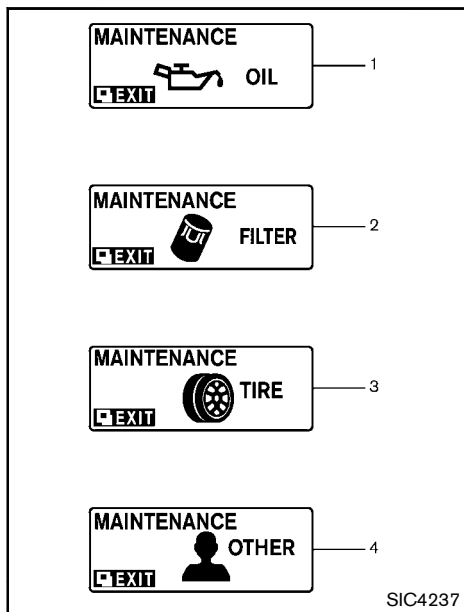 MAINTENANCE
OIL
EXIT
1
MAINTENANCE
FILTER
EXIT
2
MAINTENANCE
TIRE
EXIT
3
MAINTENANCE
OTHER
EXIT
4
SIC4237